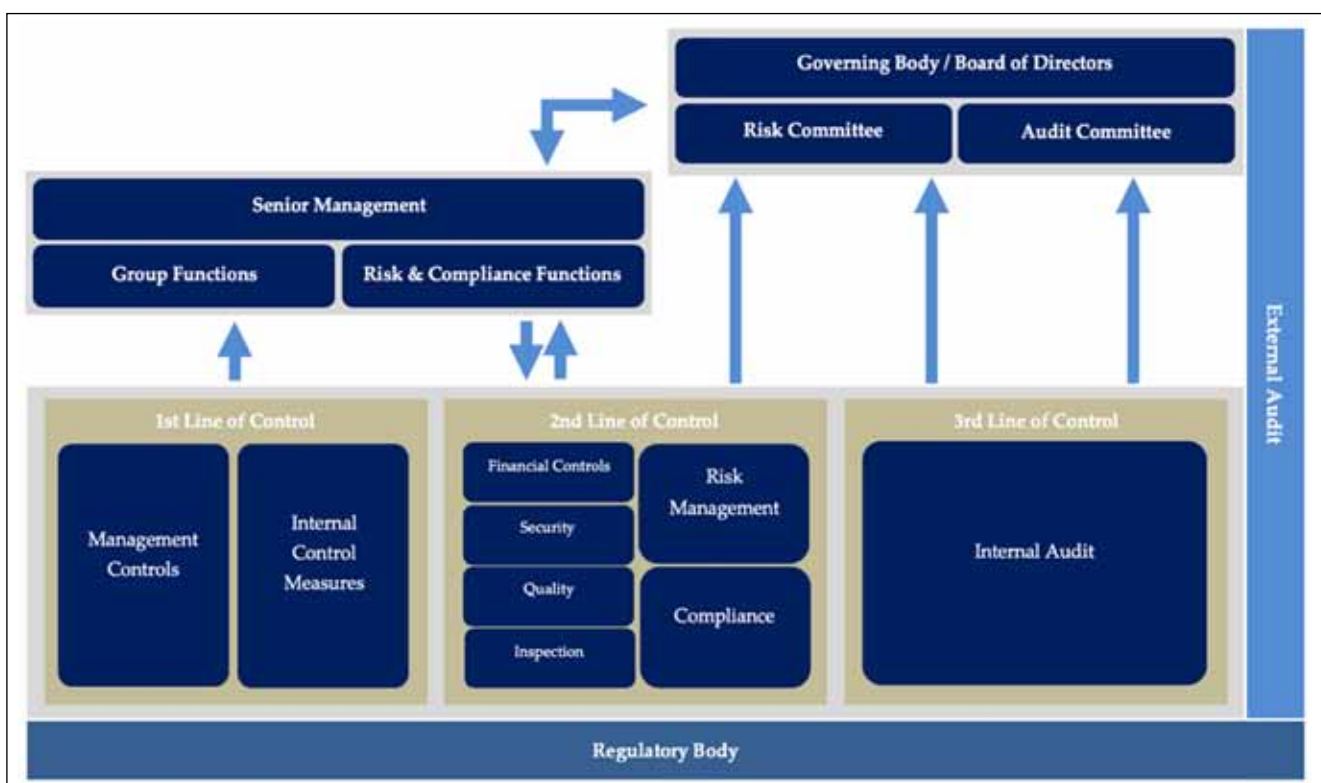 Governing Body / Board of Directors
Risk Committee
Audit Committee
Senior Management
Group Functions
Risk & Compliance Functions
External Audit
1st Line of Control
Management
Controls
Internal
Control
Measures
2nd Line of Control
Financial Controls
Security
Quality
Inspection
Risk
Management
Compliance
3rd Line of Control
Internal Audit
Regulatory Body